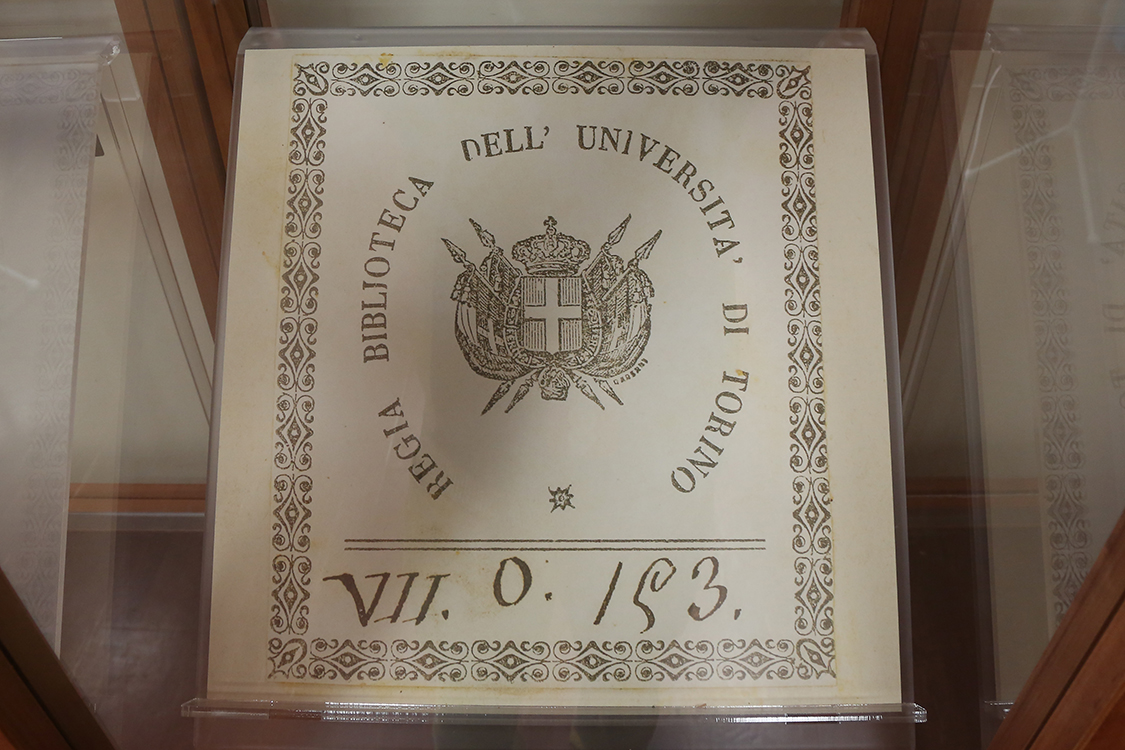 REGIA BIBLIOTECA DELL' UNIVERSITA' DI TORINO
VII. O. 153.